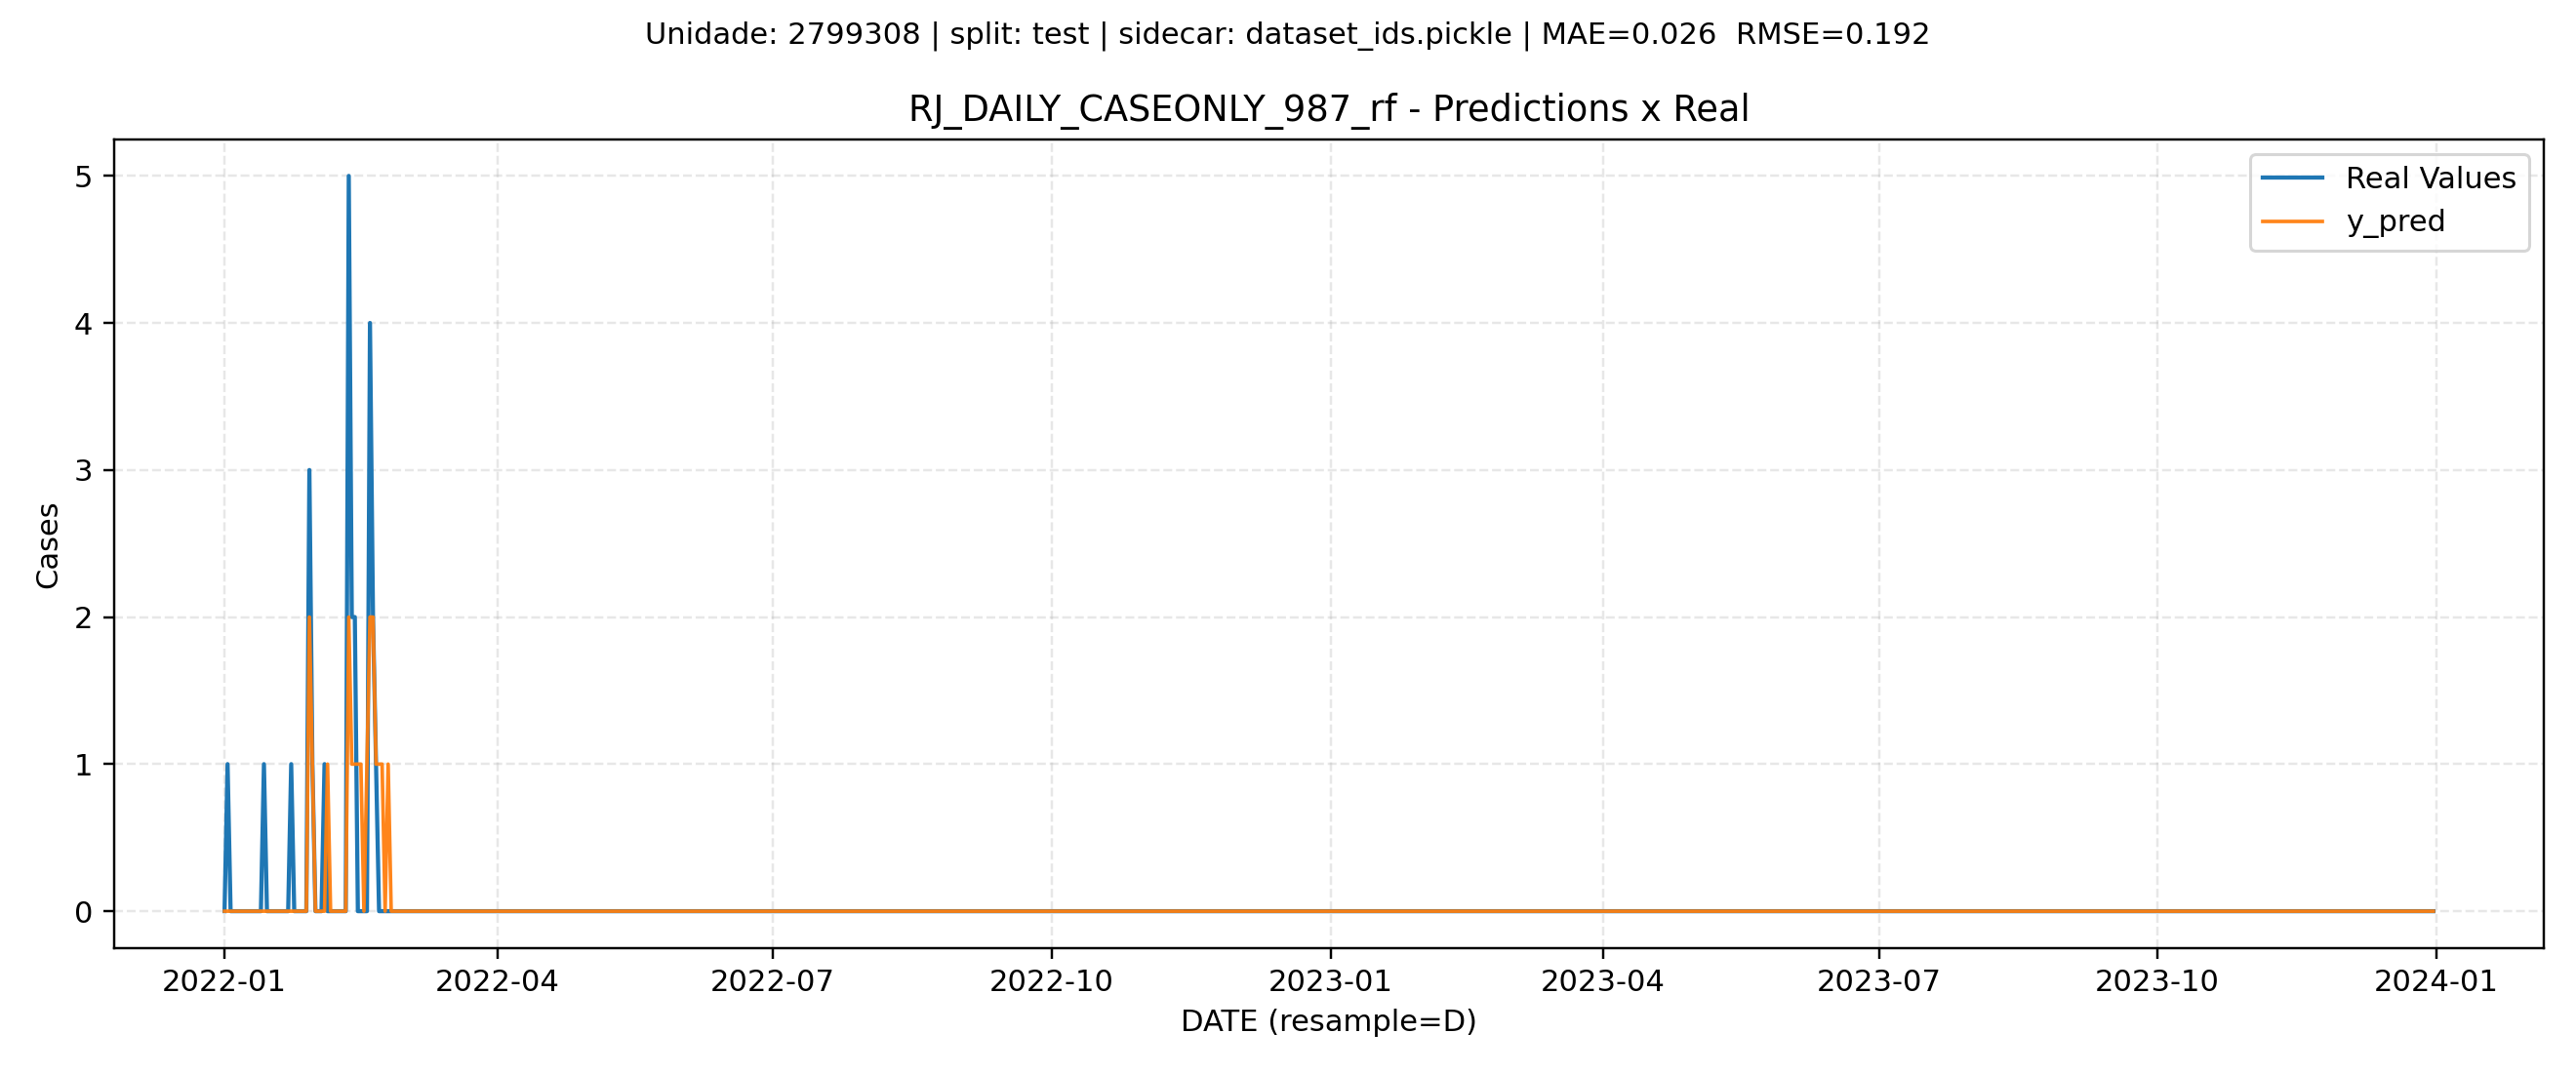 Unidade: 2799308 | split: test | sidecar: dataset_ids.pickle | MAE=0.026  RMSE=0.192
RJ_DAILY_CASEONLY_987_rf - Predictions x Real
Real Values
y_pred
Cases
5
4
3
2
1
0
2022-01 2022-04 2022-07 2022-10 2023-01 2023-04 2023-07 2023-10 2024-01
DATE (resample=D)